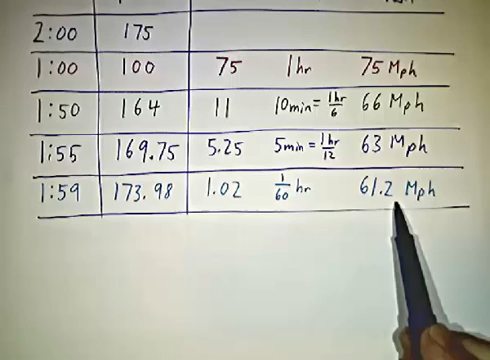 2:00 175
1:00 100 75 1hr 75 Mph
1:50 164 11 10min = 1hr/6 66 Mph
1:55 169.75 5.25 5min = 1hr/12 63 Mph
1:59 173.98 1.02 1/60 hr 61.2 Mph